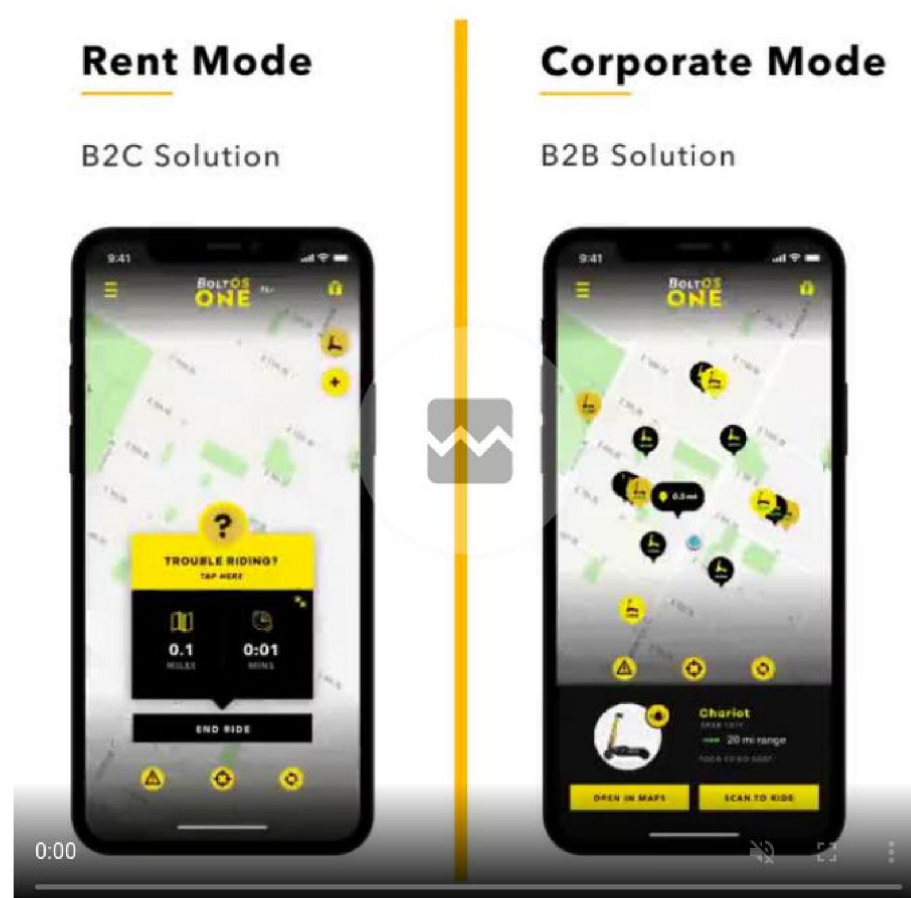 Rent Mode
B2C Solution
9:41
BOLTOS
ONE
?
TROUBLE RIDING?
TAP HERE
0.1
MILES
0:01
MINS
END RIDE
Corporate Mode
B2B Solution
9:41
BOLTOS
ONE
0.3 mi
Chariot
20 mi range
OPEN IN MAPS
SCAN TO RIDE
0:00